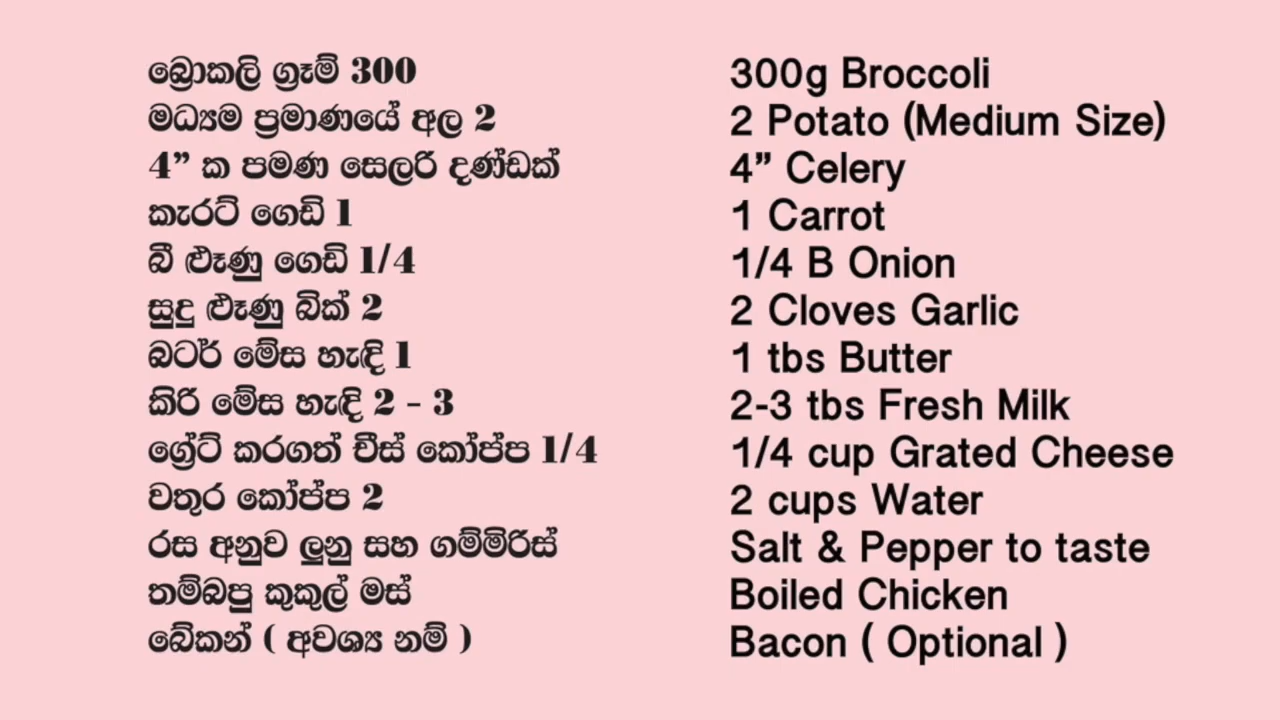 බ්‍රොකලි ග්‍රෑම් 300
මධ්‍යම ප්‍රමාණයේ අල 2
4” ක පමණ සෙලරි දණ්ඩක්
කැරට් ගෙඩි 1
බී ළූණු ගෙඩි 1/4
සුදු ළූණු බික් 2
බටර් මේස හැඳි 1
කිරි මේස හැඳි 2 - 3
ග්‍රේට් කරගත් චීස් කෝප්ප 1/4
වතුර කෝප්ප 2
රස අනුව ලුනු සහ ගම්මිරිස්
තම්බපු කුකුල් මස්
බේකන් ( අවශ්‍ය නම් )
300g Broccoli
2 Potato (Medium Size)
4” Celery
1 Carrot
1/4 B Onion
2 Cloves Garlic
1 tbs Butter
2-3 tbs Fresh Milk
1/4 cup Grated Cheese
2 cups Water
Salt & Pepper to taste
Boiled Chicken
Bacon ( Optional )